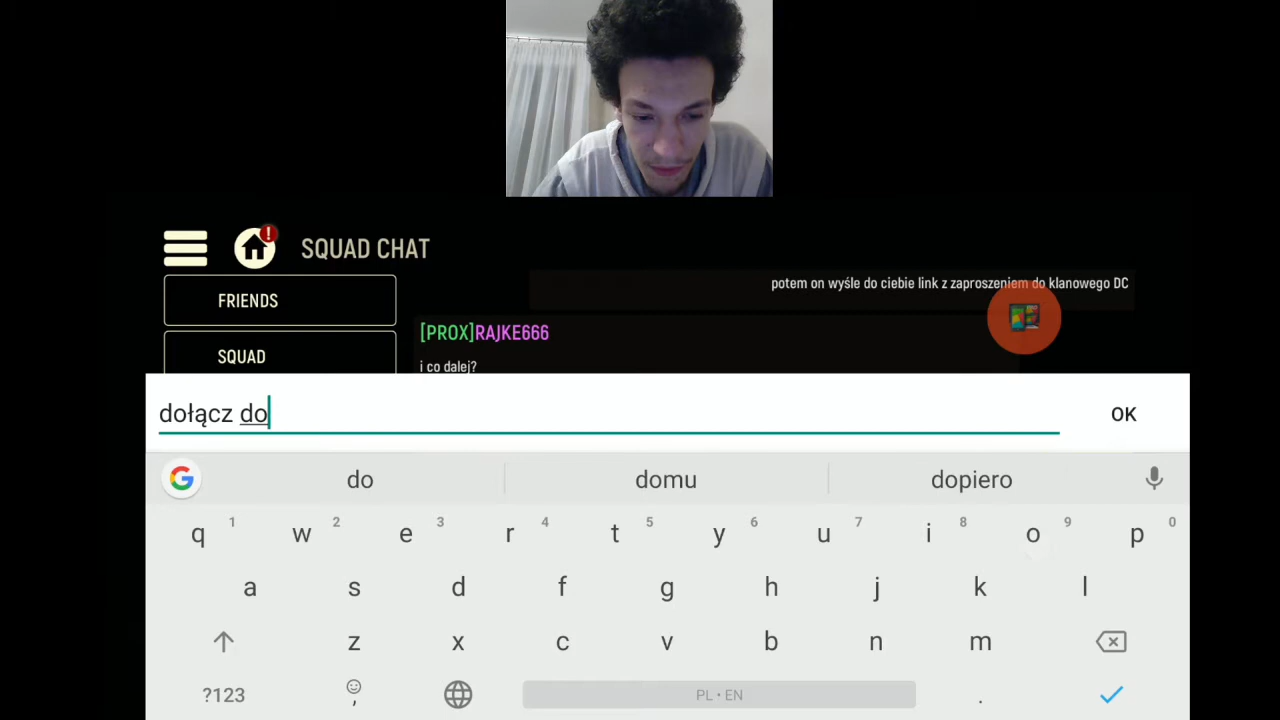 SQUAD CHAT
FRIENDS
SQUAD
potem on wyśle do ciebie link z zaproszeniem do klanowego DC
[PROX]RAJKE666
i co dalej?
dołącz do
OK
do domu dopiero
q 1 w 2 e 3 r 4 t 5 y 6 u 7 i 8 o 9 p 0
a s d f g h j k l
z x c v b n m
?123 , PL • EN .